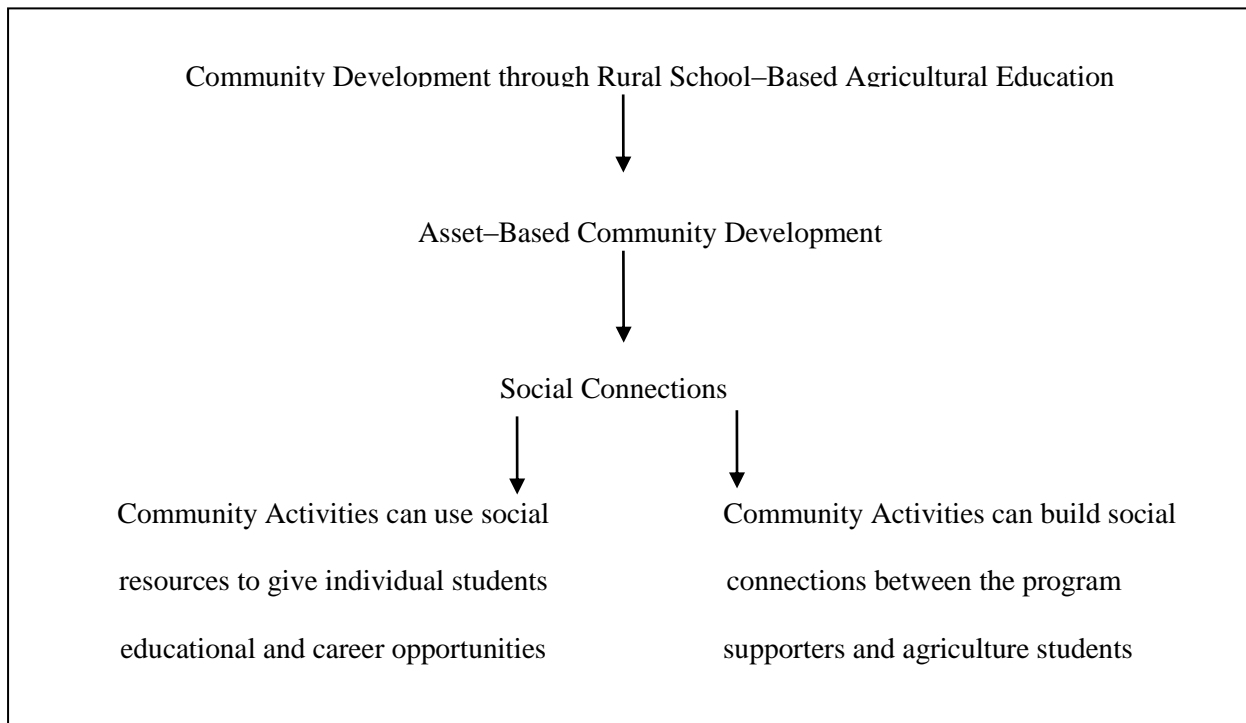 Community Development through Rural School–Based Agricultural Education
Asset–Based Community Development
Social Connections
Community Activities can use social
resources to give individual students
educational and career opportunities
Community Activities can build social
connections between the program
supporters and agriculture students